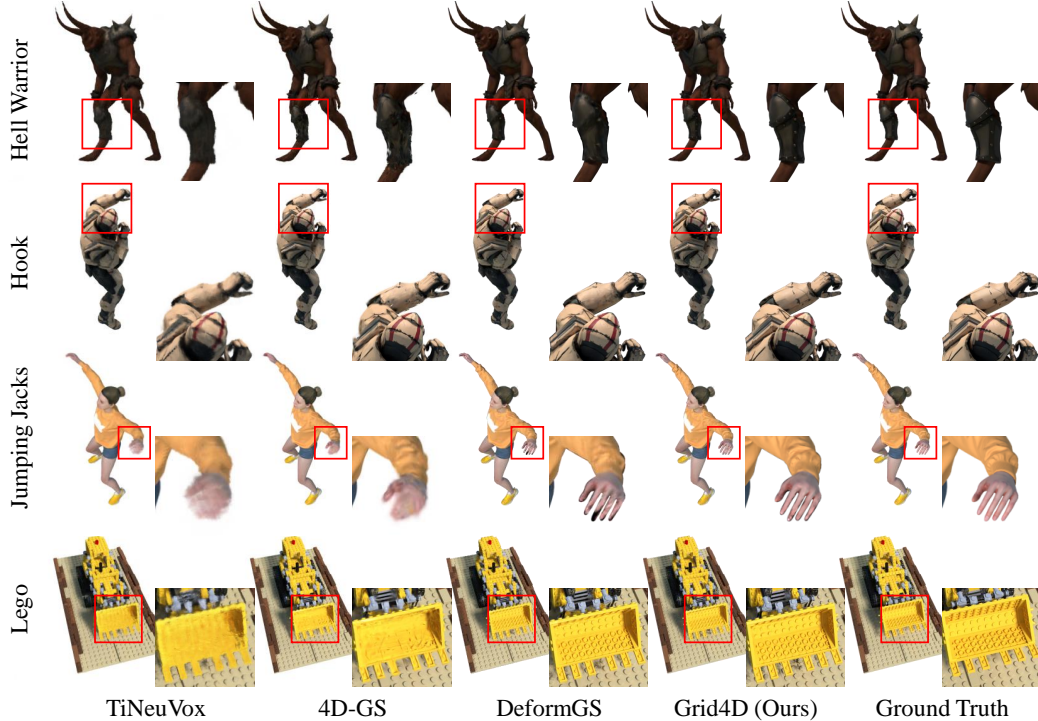 Hell Warrior
Hook
Jumping Jacks
Lego
TiNeuVox
4D-GS
DeformGS
Grid4D (Ours)
Ground Truth